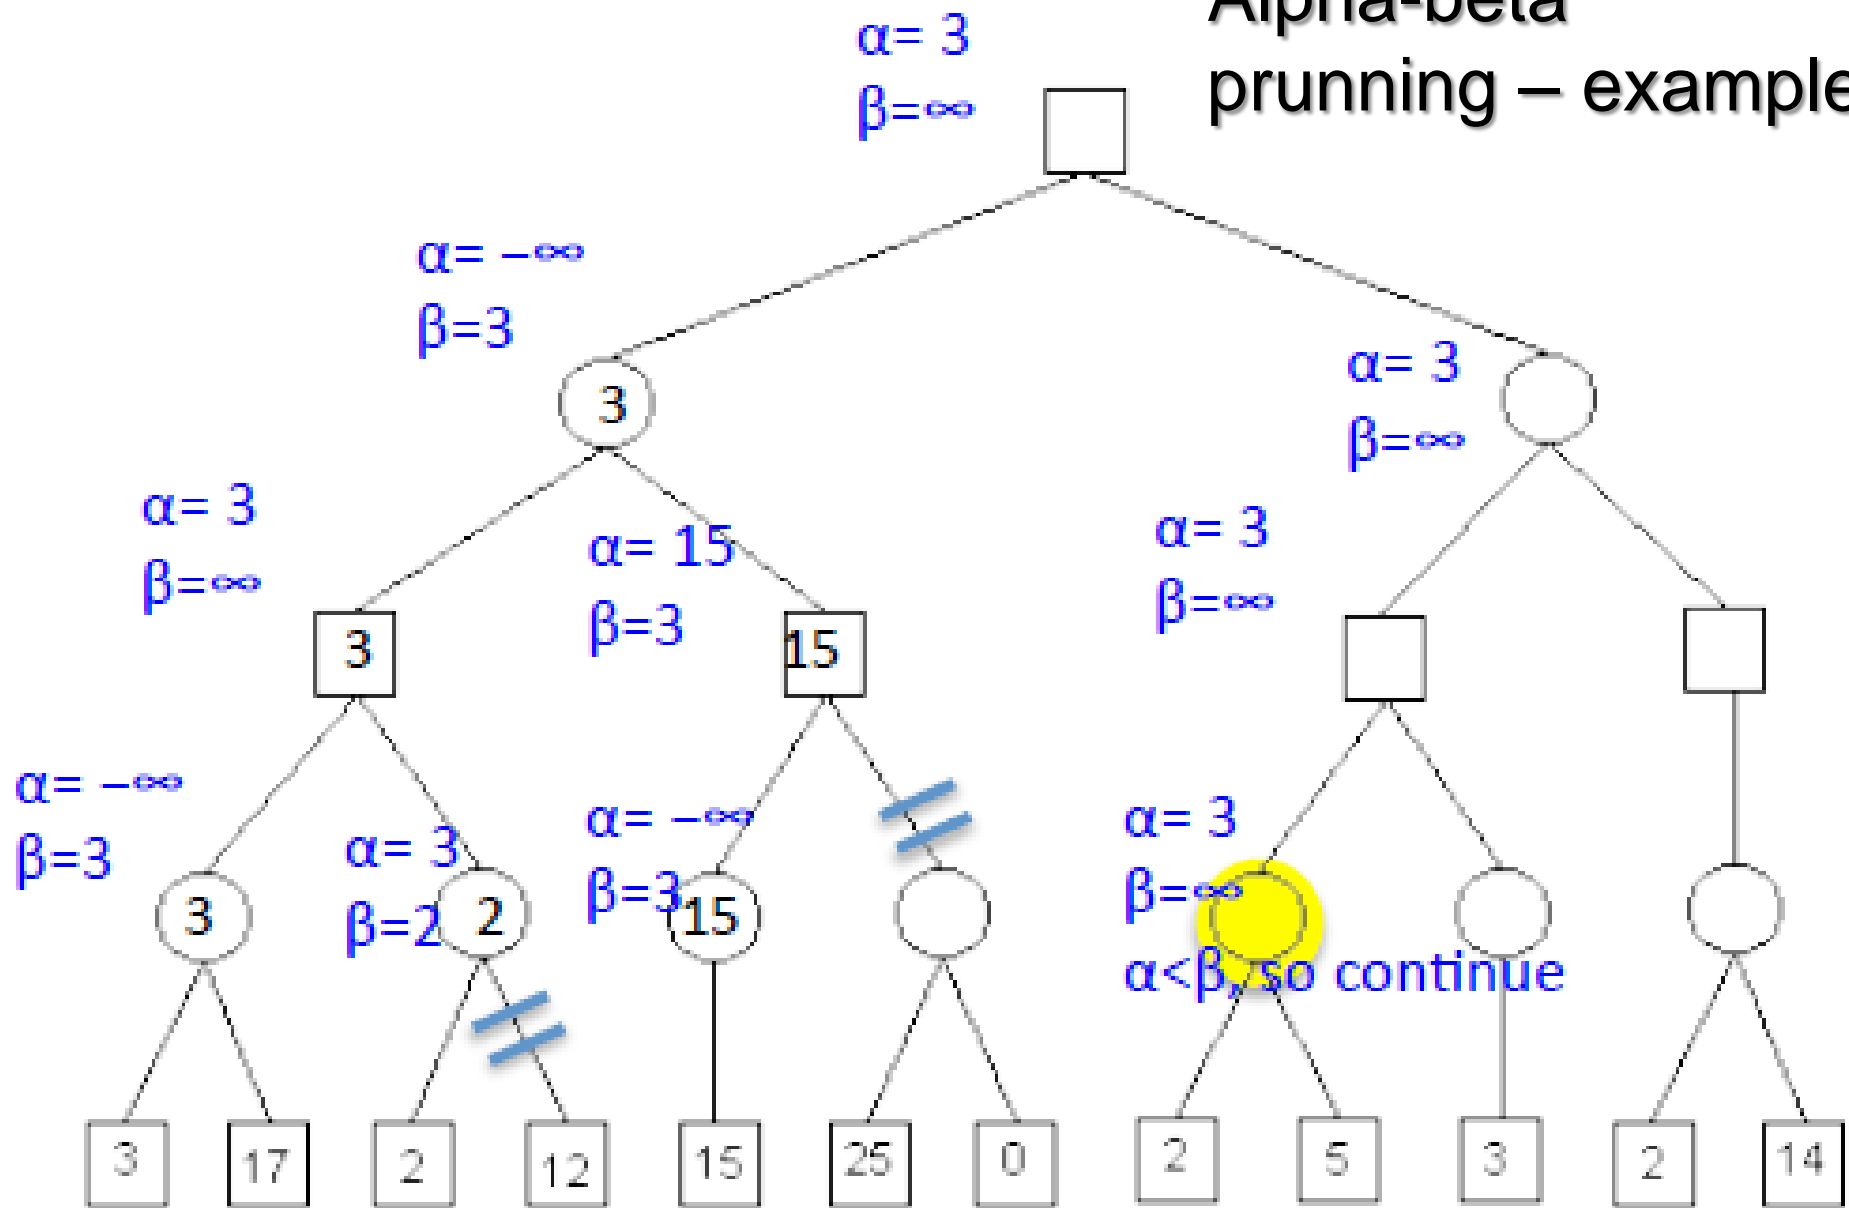 Alpha-beta
prunning – example
α= 3
β=∞
α= −∞
β=3
3
α= 3
β=∞
α= 3
β=∞
3
α= 15
β=3
15
α= 3
β=∞
α= −∞
β=3
3
α= 3
β=2
2
α= −∞
β=3
15
α= 3
β=∞
α<β, so continue
3 17 2 12 15 25 0 2 5 3 2 14